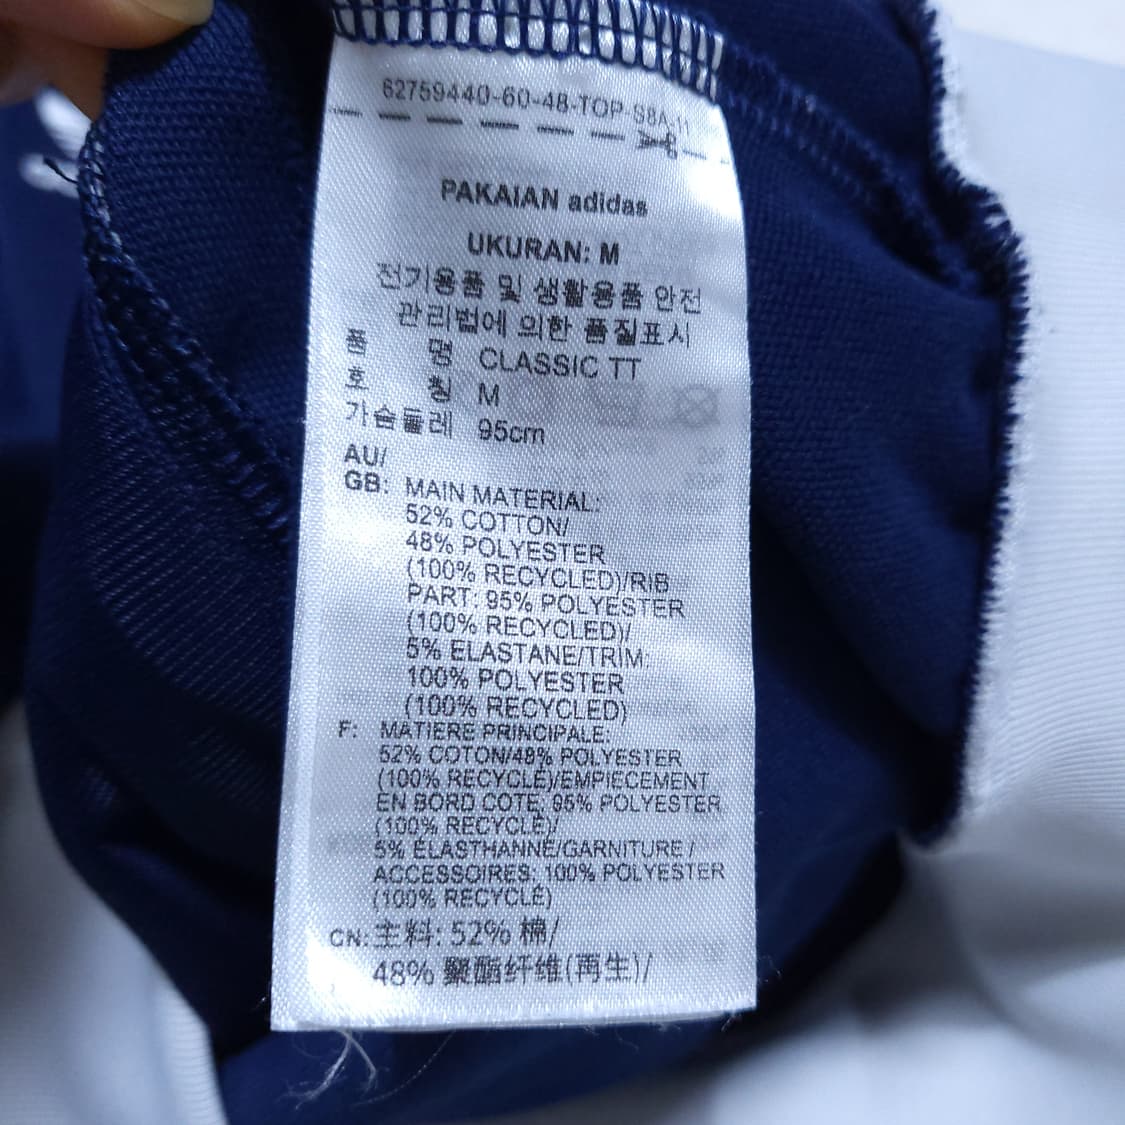 62759440-60-48-TOP-S8A.11
PAKAIAN adidas
UKURAN: M
전기용품 및 생활용품 안전
관리법에 의한 품질표시
품 명 CLASSIC TT
호 칭 M
가슴둘레 95cm
AU/
GB: MAIN MATERIAL:
52% COTTON/
48% POLYESTER
(100% RECYCLED)/RIB
PART: 95% POLYESTER
(100% RECYCLED)/
5% ELASTANE/TRIM:
100% POLYESTER
(100% RECYCLED)
F: MATIÈRE PRINCIPALE:
52% COTON/48% POLYESTER
(100% RECYCLÉ)/EMPIÈCEMENT
EN BORD CÔTE: 95% POLYESTER
(100% RECYCLÉ)/
5% ÉLASTHANNE/GARNITURE /
ACCESSOIRES: 100% POLYESTER
(100% RECYCLÉ)
CN: 主料: 52% 棉/
48% 聚酯纤维(再生)/